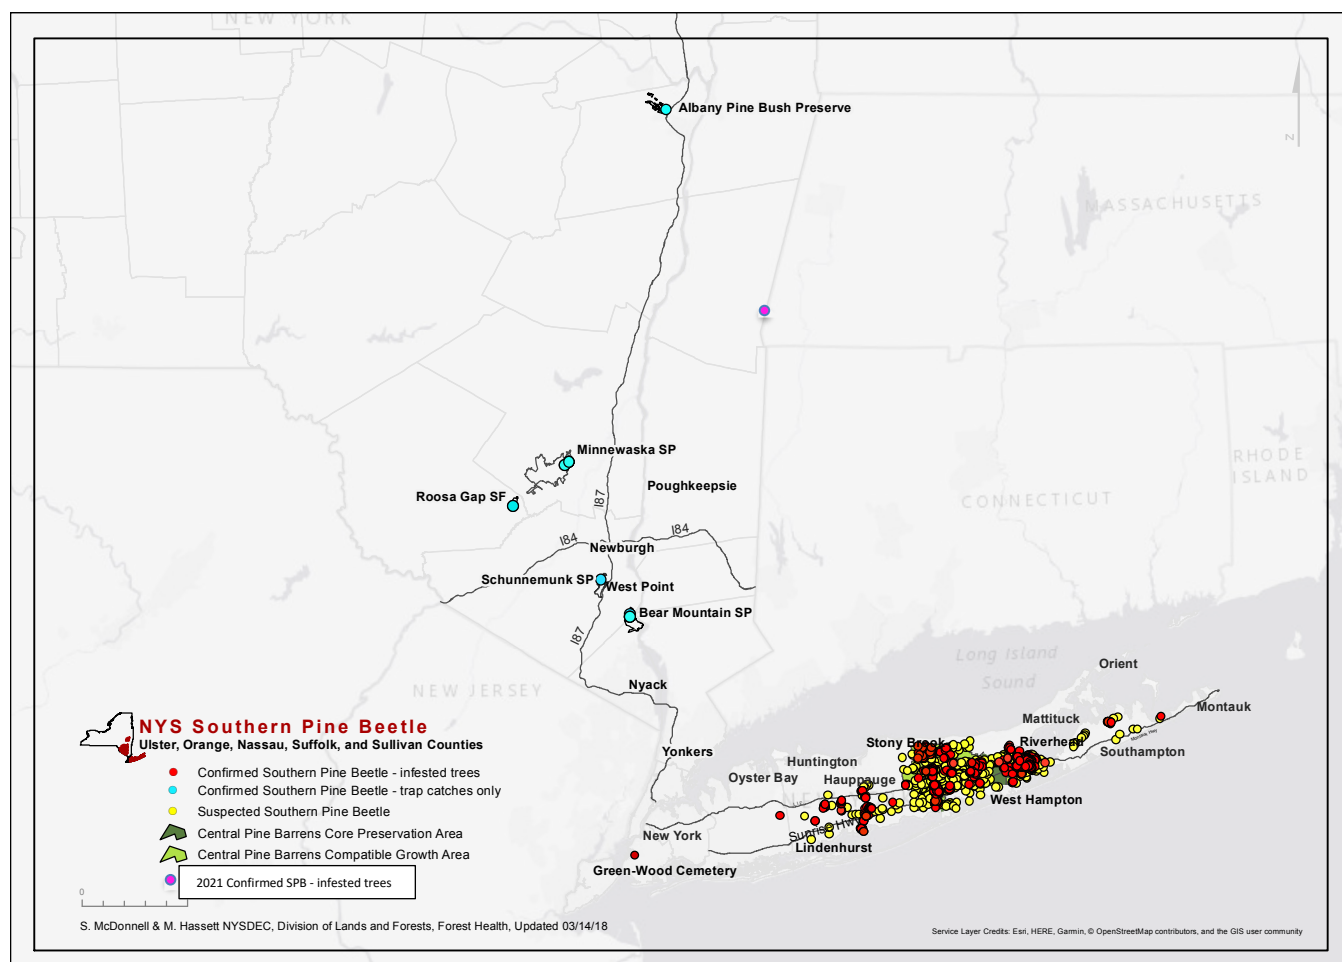 NEW YORK
Albany Pine Bush Preserve
N
MASSACHUSETTS
Minnewaska SP
RHODE
ISLAND
Roosa Gap SF
Poughkeepsie
I87
CONNECTICUT
I84
I84
Newburgh
Schunnemunk SP
West Point
Bear Mountain SP
I87
Long Island
Sound
Orient
NEW JERSEY
Nyack
Montauk
Mattituck
NYS Southern Pine Beetle
Ulster, Orange, Nassau, Suffolk, and Sullivan Counties
Stony Brook
Riverhead
Southampton
Yonkers
Huntington
Confirmed Southern Pine Beetle - infested trees
Oyster Bay
Hauppauge
Confirmed Southern Pine Beetle - trap catches only
West Hampton
Suspected Southern Pine Beetle
Central Pine Barrens Core Preservation Area
New York
Sunrise Hwy
Lindenhurst
Central Pine Barrens Compatible Growth Area
Green-Wood Cemetery
2021 Confirmed SPB - infested trees
0
S. McDonnell & M. Hassett NYSDEC, Division of Lands and Forests, Forest Health, Updated 03/14/18
Service Layer Credits: Esri, HERE, Garmin, © OpenStreetMap contributors, and the GIS user community